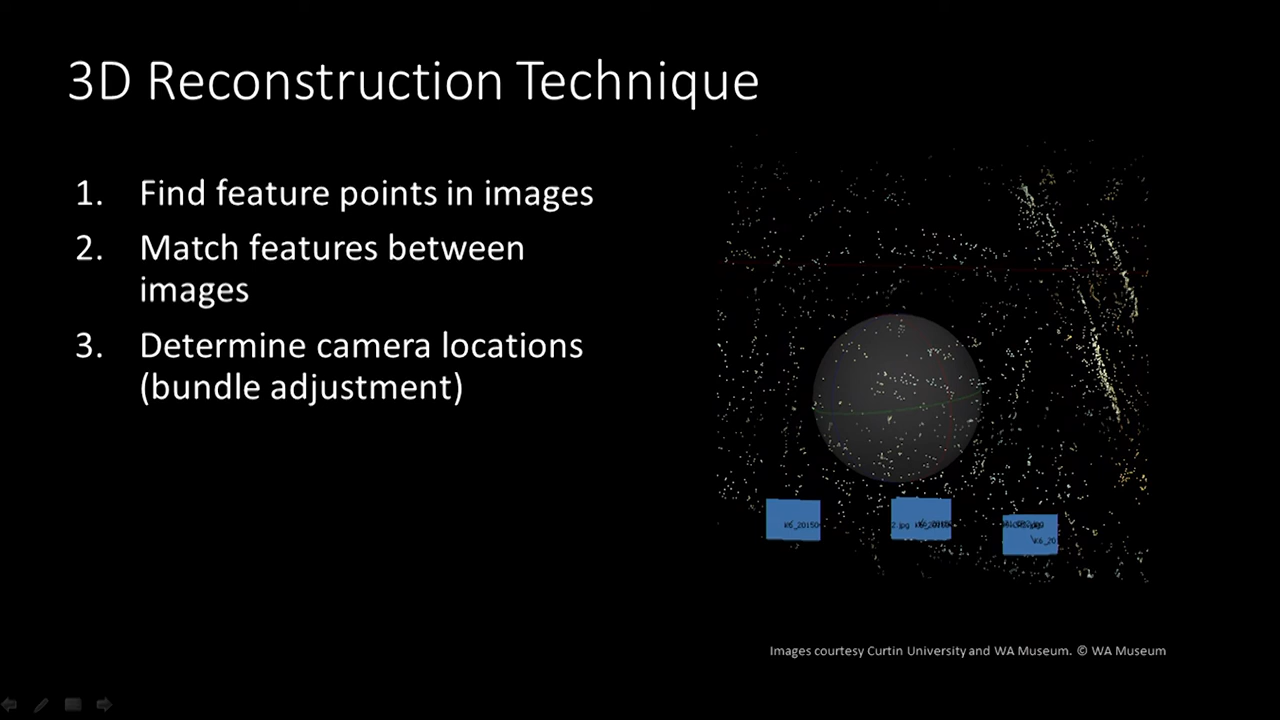 3D Reconstruction Technique
1. Find feature points in images
2. Match features between
images
3. Determine camera locations
(bundle adjustment)
Images courtesy Curtin University and WA Museum. © WA Museum